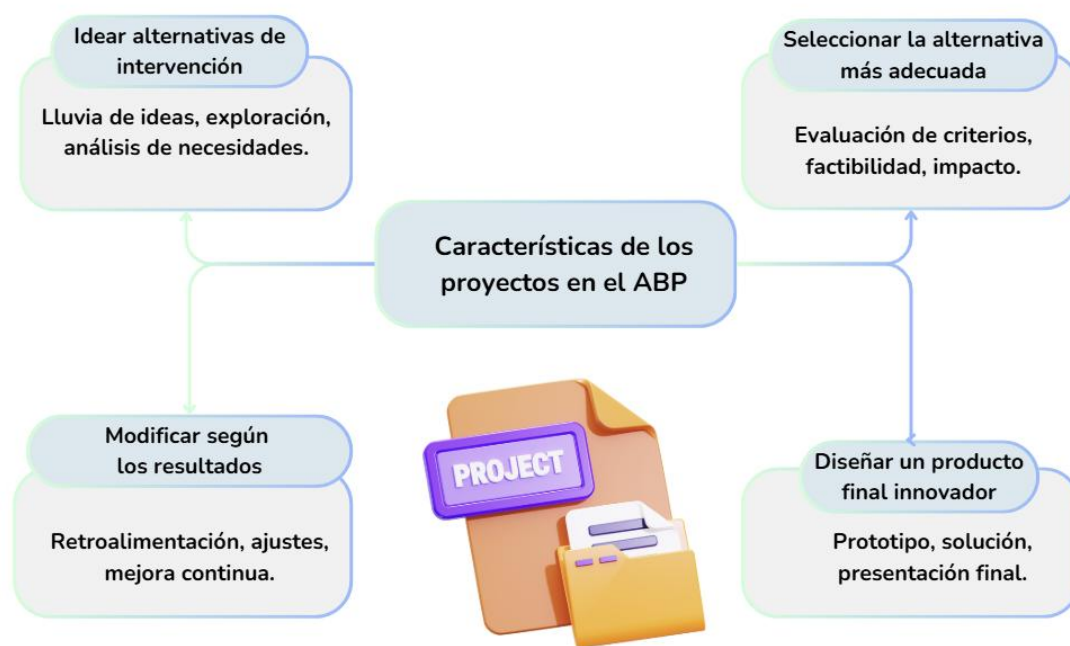 Idear alternativas de
intervención
Lluvia de ideas, exploración,
análisis de necesidades.
Seleccionar la alternativa
más adecuada
Evaluación de criterios,
factibilidad, impacto.
Características de los
proyectos en el ABP
Modificar según
los resultados
Retroalimentación, ajustes,
mejora continua.
PROJECT
Diseñar un producto
final innovador
Prototipo, solución,
presentación final.